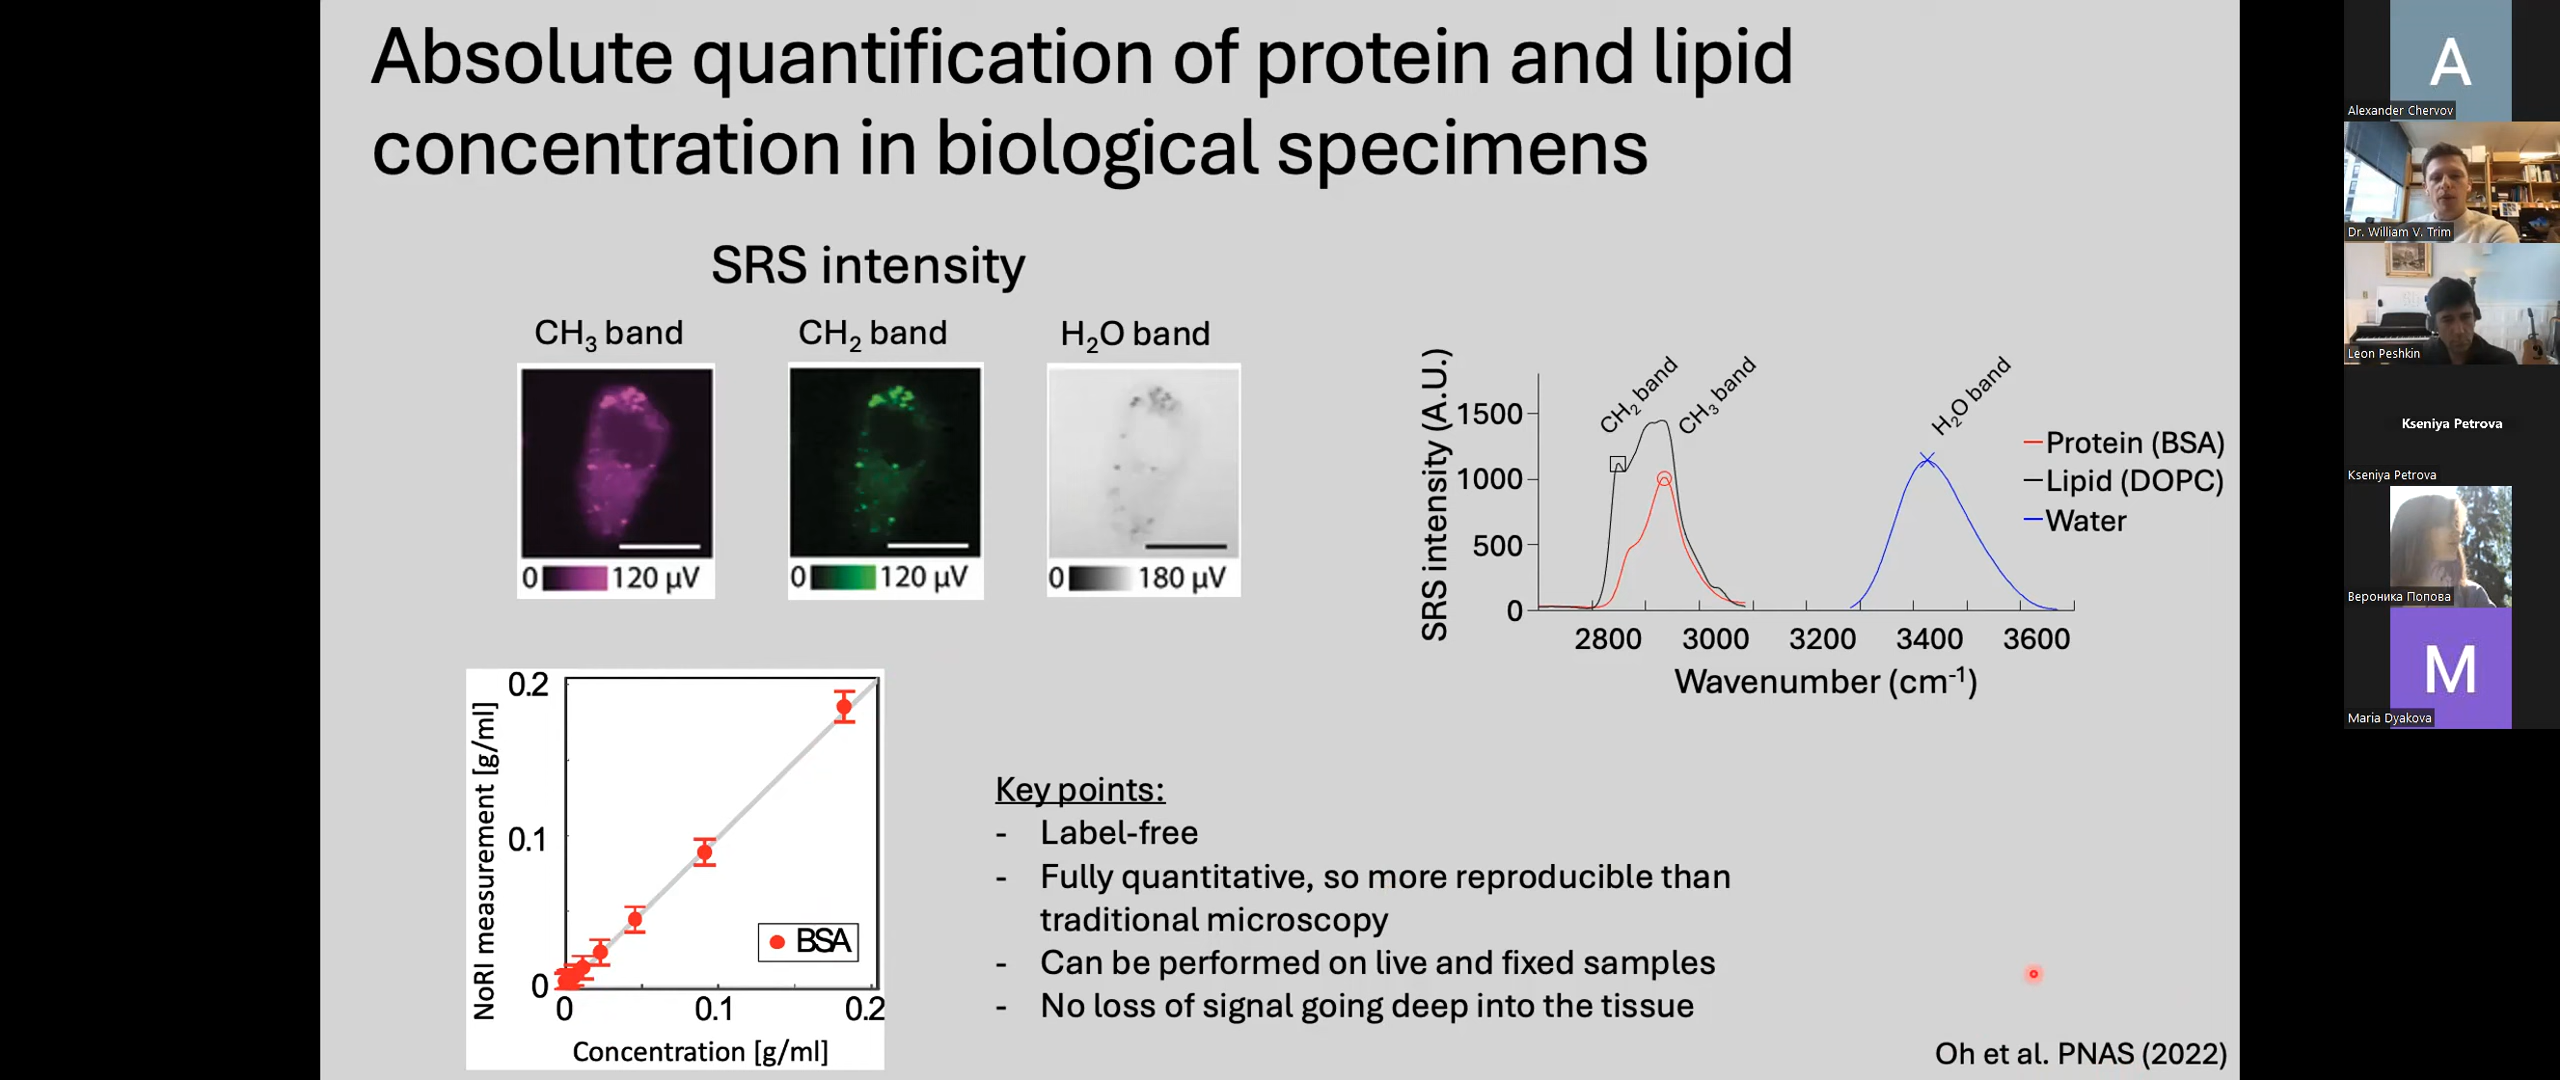 Absolute quantification of protein and lipid
concentration in biological specimens
SRS intensity
CH₃ band
CH₂ band
H₂O band
0 120 µV
0 120 µV
0 180 µV
SRS intensity (A.U.)
1500
1000
500
0
CH₂ band
CH₃ band
H₂O band
Protein (BSA)
Lipid (DOPC)
Water
2800 3000 3200 3400 3600
Wavenumber (cm⁻¹)
NoRI measurement [g/ml]
0.2
0.1
0
BSA
0 0.1 0.2
Concentration [g/ml]
Key points:
- Label-free
- Fully quantitative, so more reproducible than
traditional microscopy
- Can be performed on live and fixed samples
- No loss of signal going deep into the tissue
Oh et al. PNAS (2022)
A
Alexander Chervov
Dr. William V. Trim
Leon Peshkin
Kseniya Petrova
Kseniya Petrova
Вероника Попова
M
Maria Dyakova